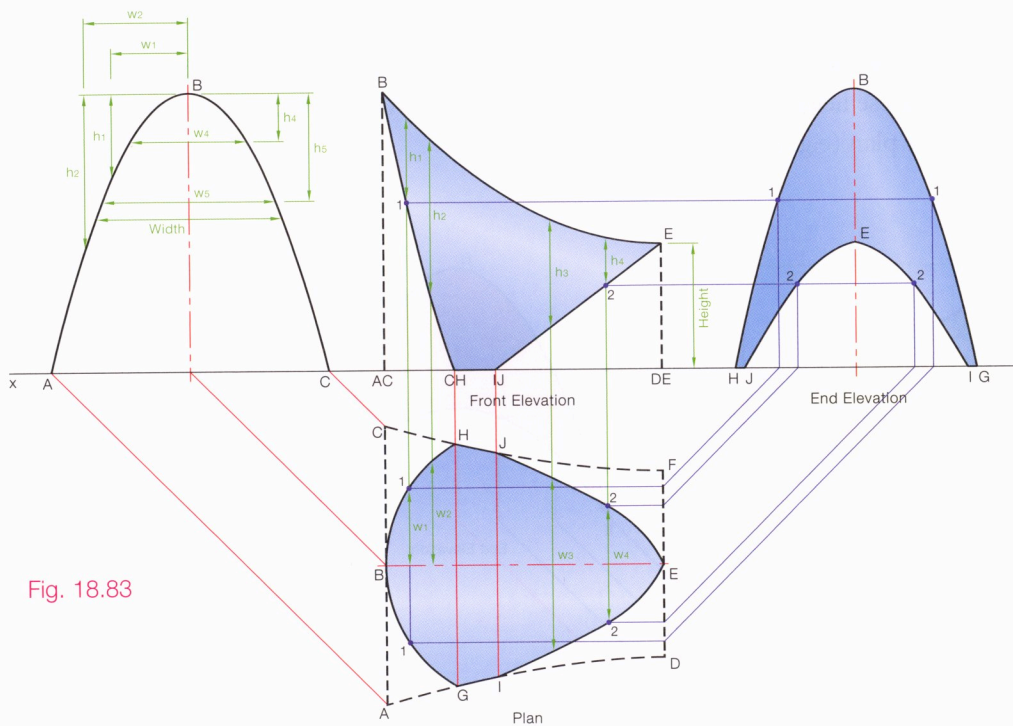 w2
w1
B
h1
h2
h4
w4
h5
w5
Width
x
A
C
B
h1
1
h2
h3
E
h4
2
Height
AC
CH
IJ
DE
Front Elevation
B
1
1
E
2
2
H J
I G
End Elevation
C
H
J
F
1
2
w1
w2
w3
w4
B
E
1
2
D
A
G
I
Plan
Fig. 18.83